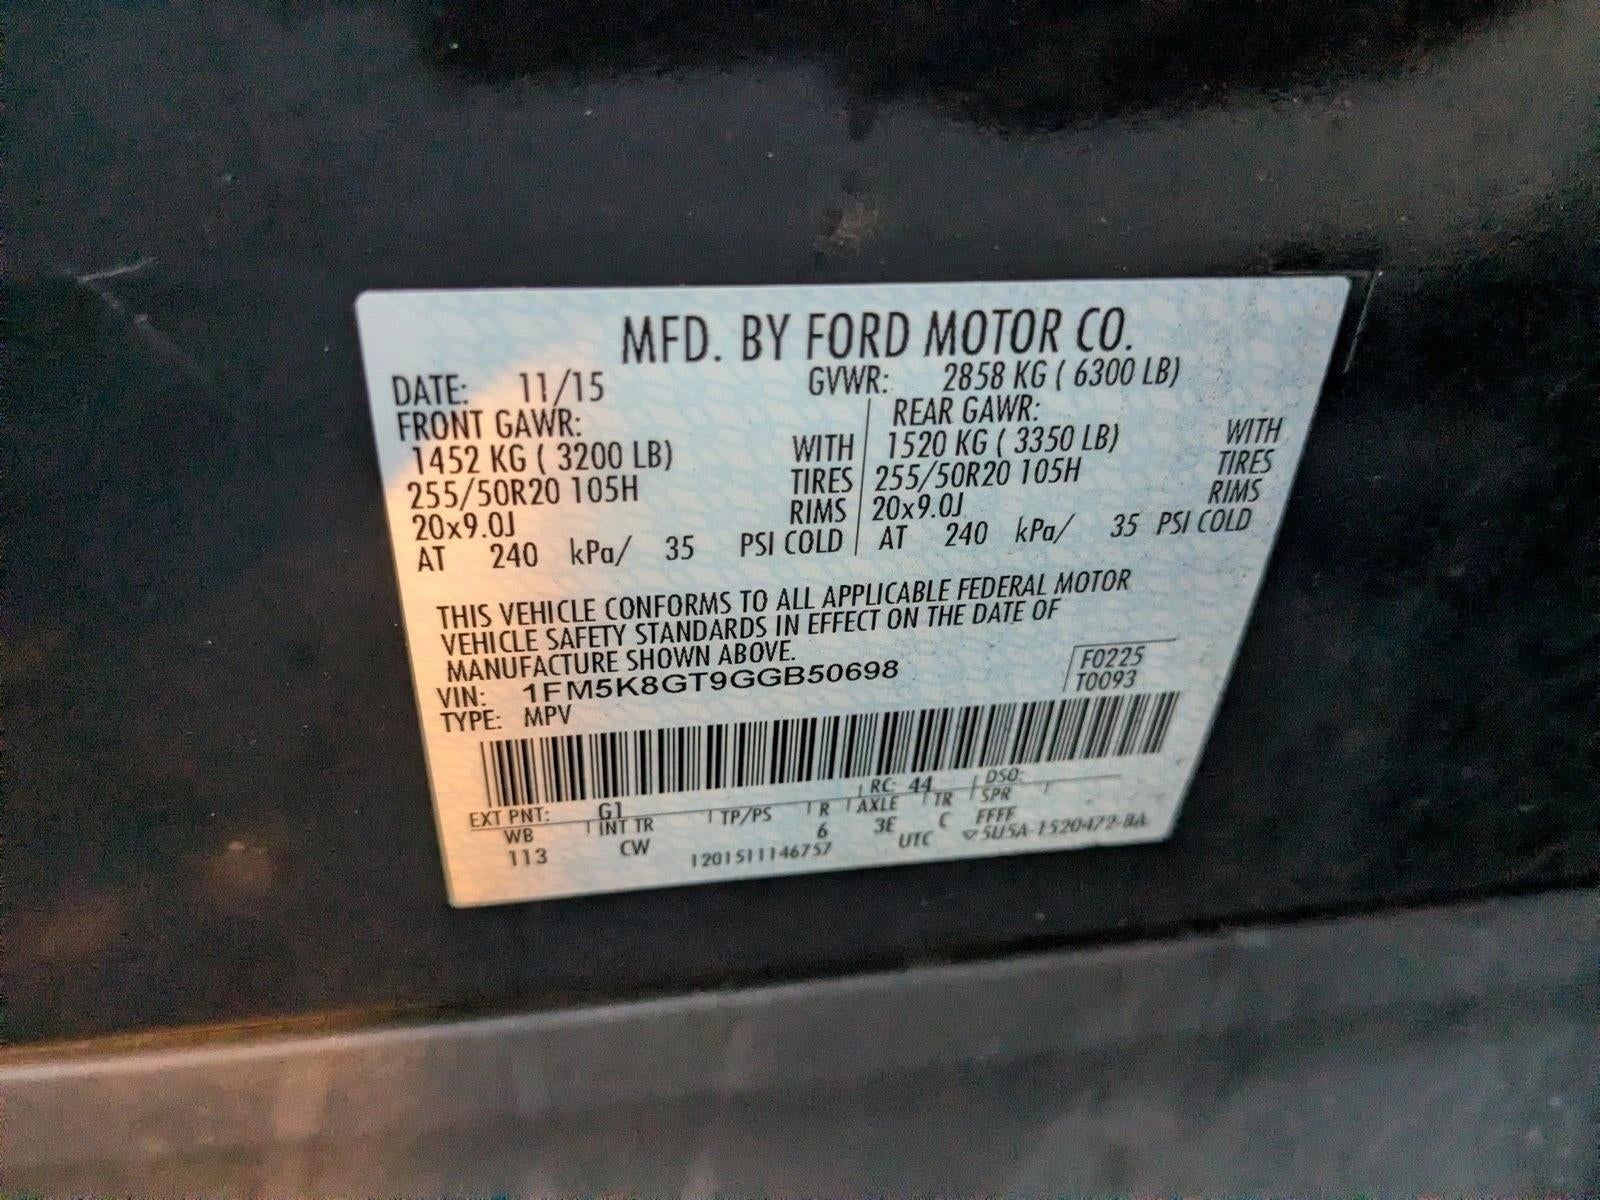 MFD. BY FORD MOTOR CO.
DATE: 11/15 GVWR: 2858 KG ( 6300 LB)
FRONT GAWR: REAR GAWR:
1452 KG ( 3200 LB) WITH 1520 KG ( 3350 LB) WITH
255/50R20 105H TIRES 255/50R20 105H TIRES
20x9.0J RIMS 20x9.0J RIMS
AT 240 kPa/ 35 PSI COLD AT 240 kPa/ 35 PSI COLD
THIS VEHICLE CONFORMS TO ALL APPLICABLE FEDERAL MOTOR
VEHICLE SAFETY STANDARDS IN EFFECT ON THE DATE OF
MANUFACTURE SHOWN ABOVE.
VIN: 1FM5K8GT9GGB50698 F0225
TYPE: MPV T0093
EXT PNT: G1 RC: 44 DSO:
WB INT TR TP/PS R AXLE TR SPR
113 CW 6 3E C FFFF
1201511146757 UTC 5U5A-1520472-BA